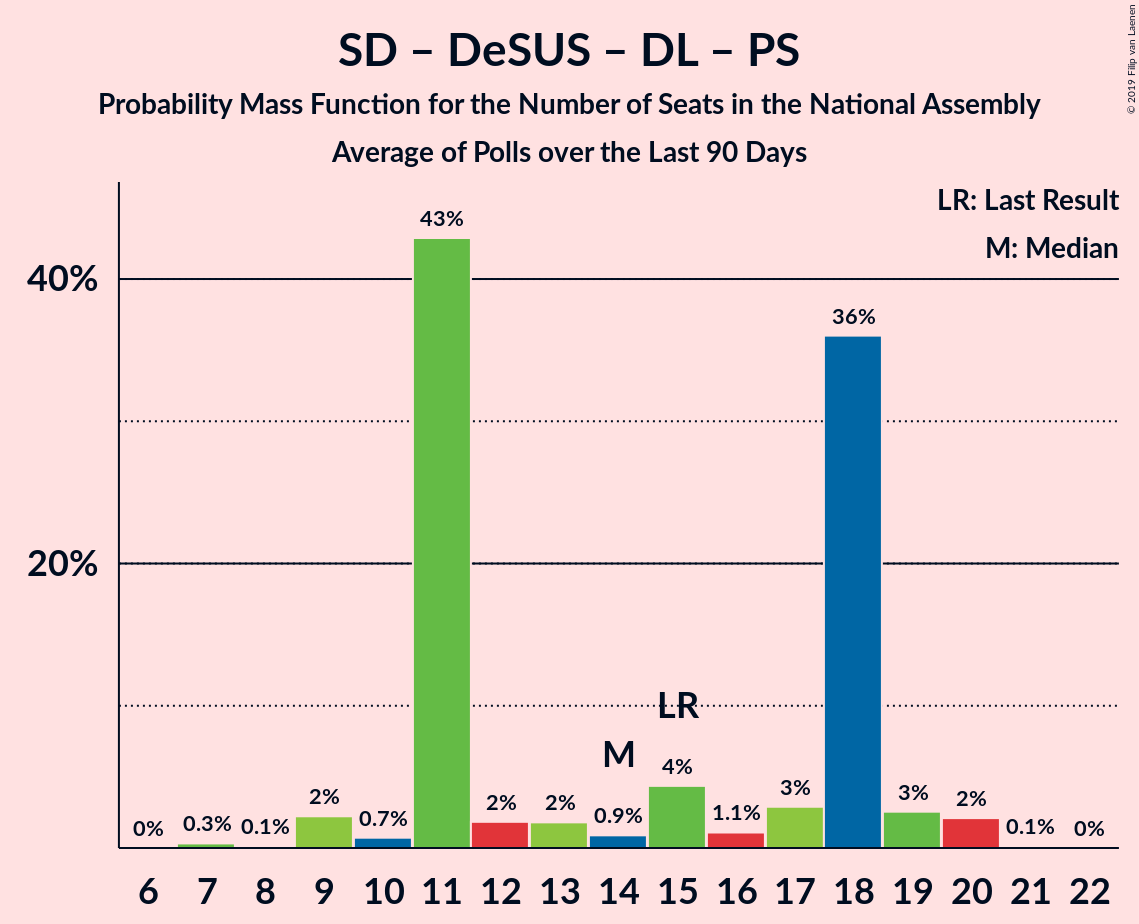 SD – DeSUS – DL – PS
Probability Mass Function for the Number of Seats in the National Assembly
Average of Polls over the Last 90 Days
© 2019 Filip van Laenen
LR: Last Result
M: Median
43%
40%
36%
20%
LR
M
0% 0.3% 0.1% 2% 0.7% 2% 2% 0.9% 4% 1.1% 3% 3% 2% 0.1% 0%
6 7 8 9 10 11 12 13 14 15 16 17 18 19 20 21 22